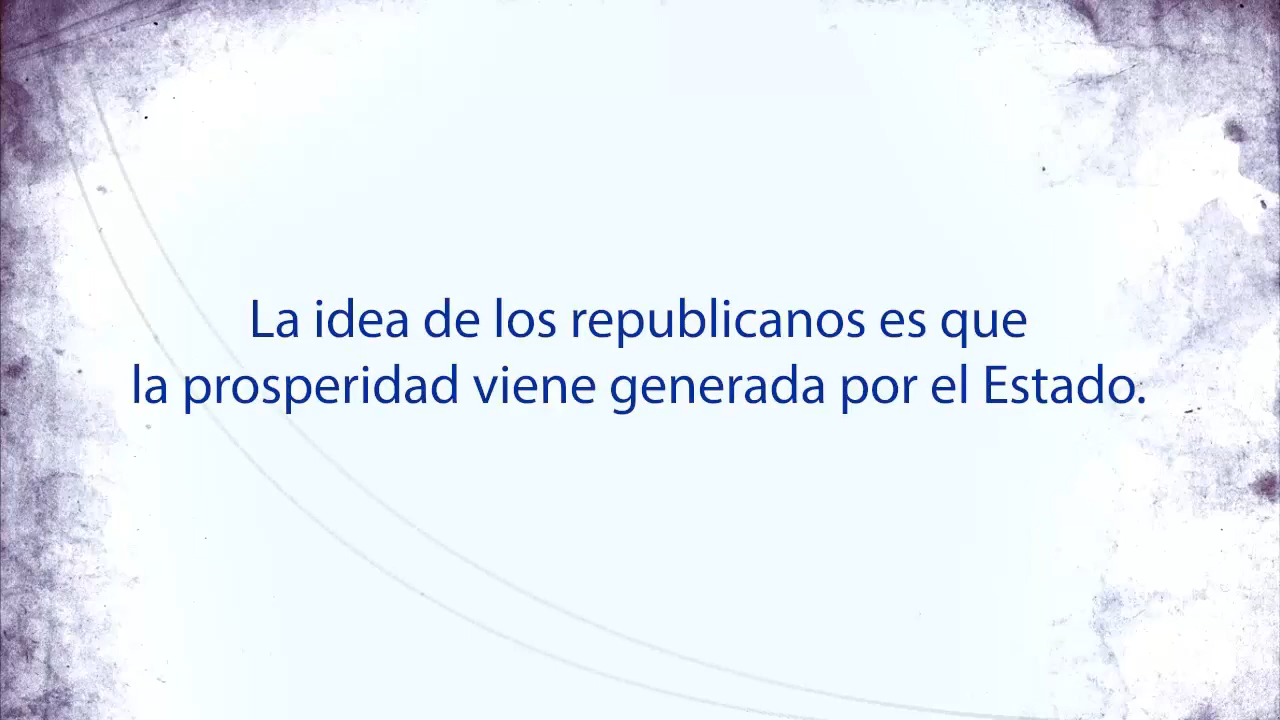 La idea de los republicanos es que
la prosperidad viene generada por el Estado.